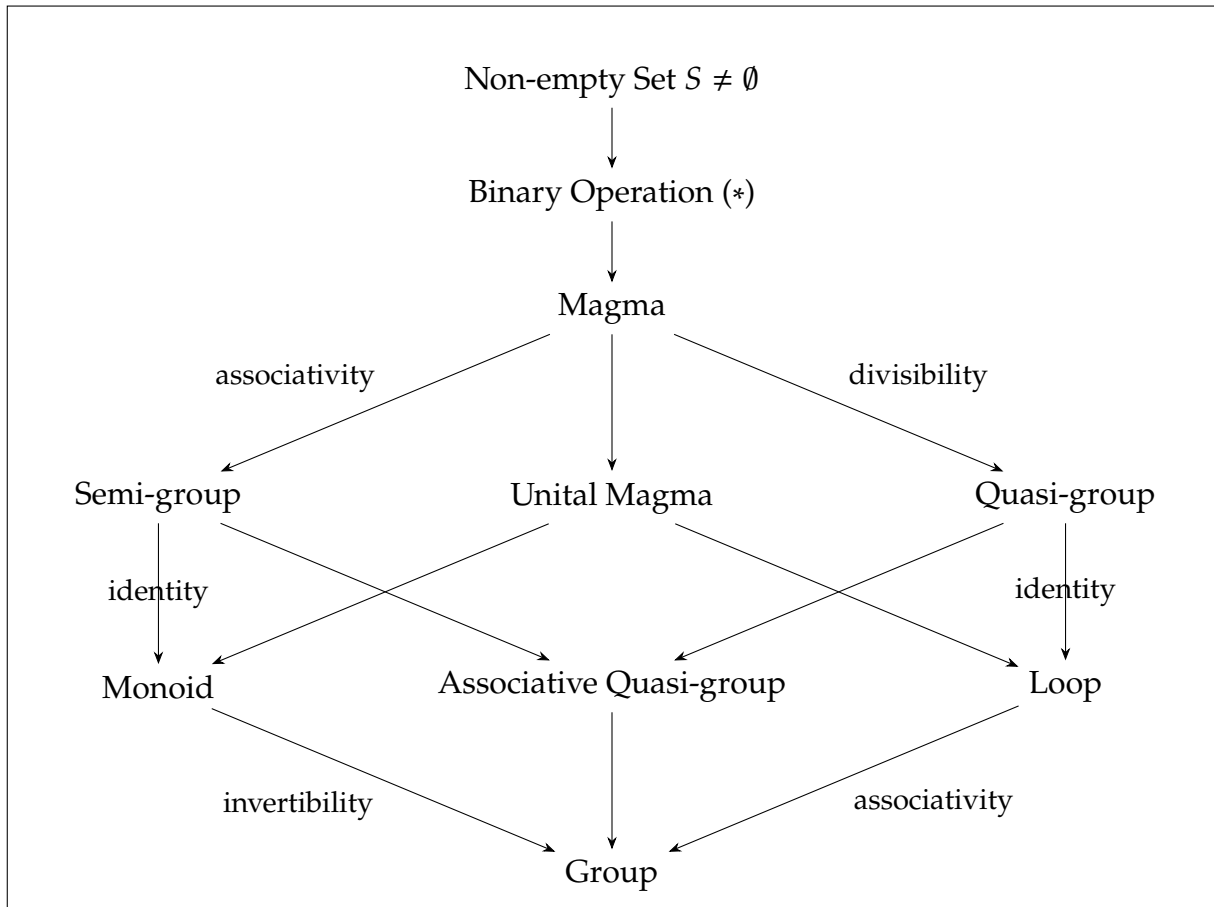 Non-empty Set S ≠ ∅
Binary Operation (*)
Magma
associativity
divisibility
Semi-group
Unital Magma
Quasi-group
identity
identity
Monoid
Associative Quasi-group
Loop
invertibility
associativity
Group